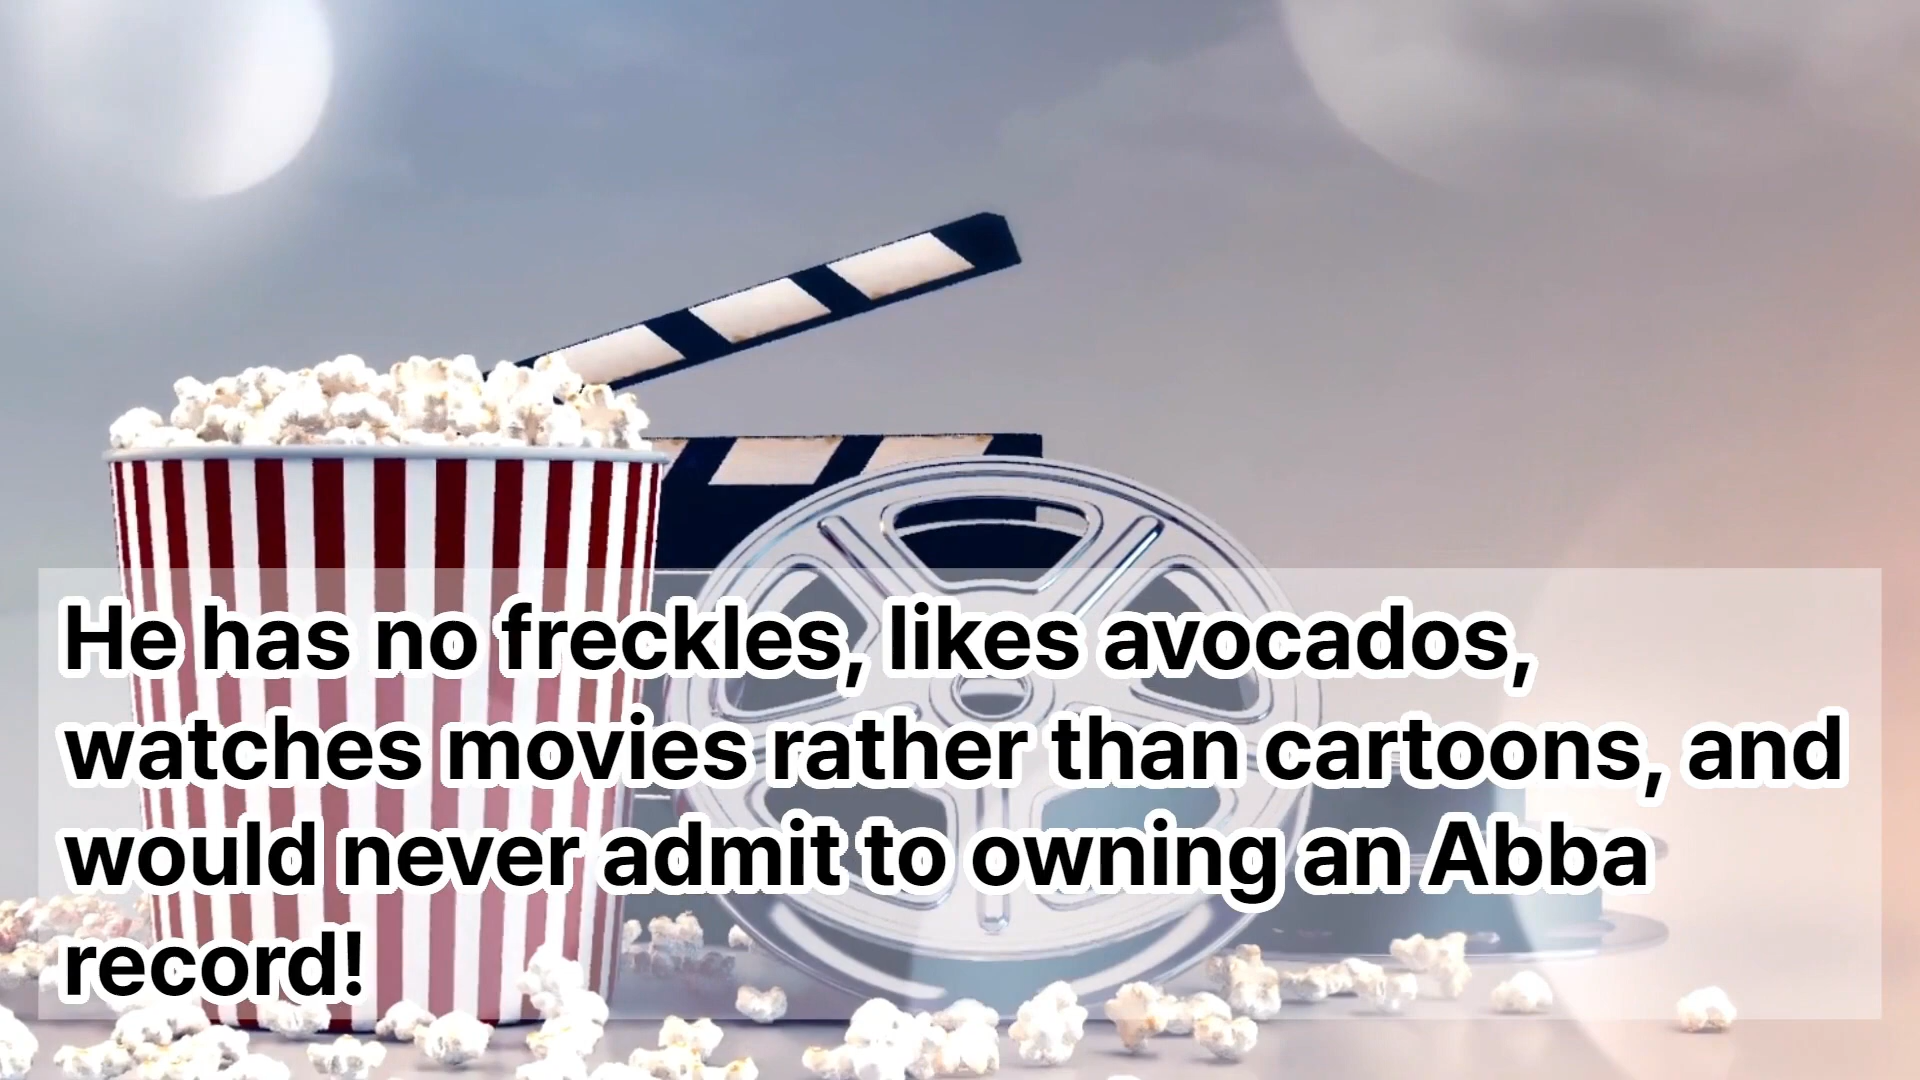 He has no freckles, likes avocados,
watches movies rather than cartoons, and
would never admit to owning an Abba
record!